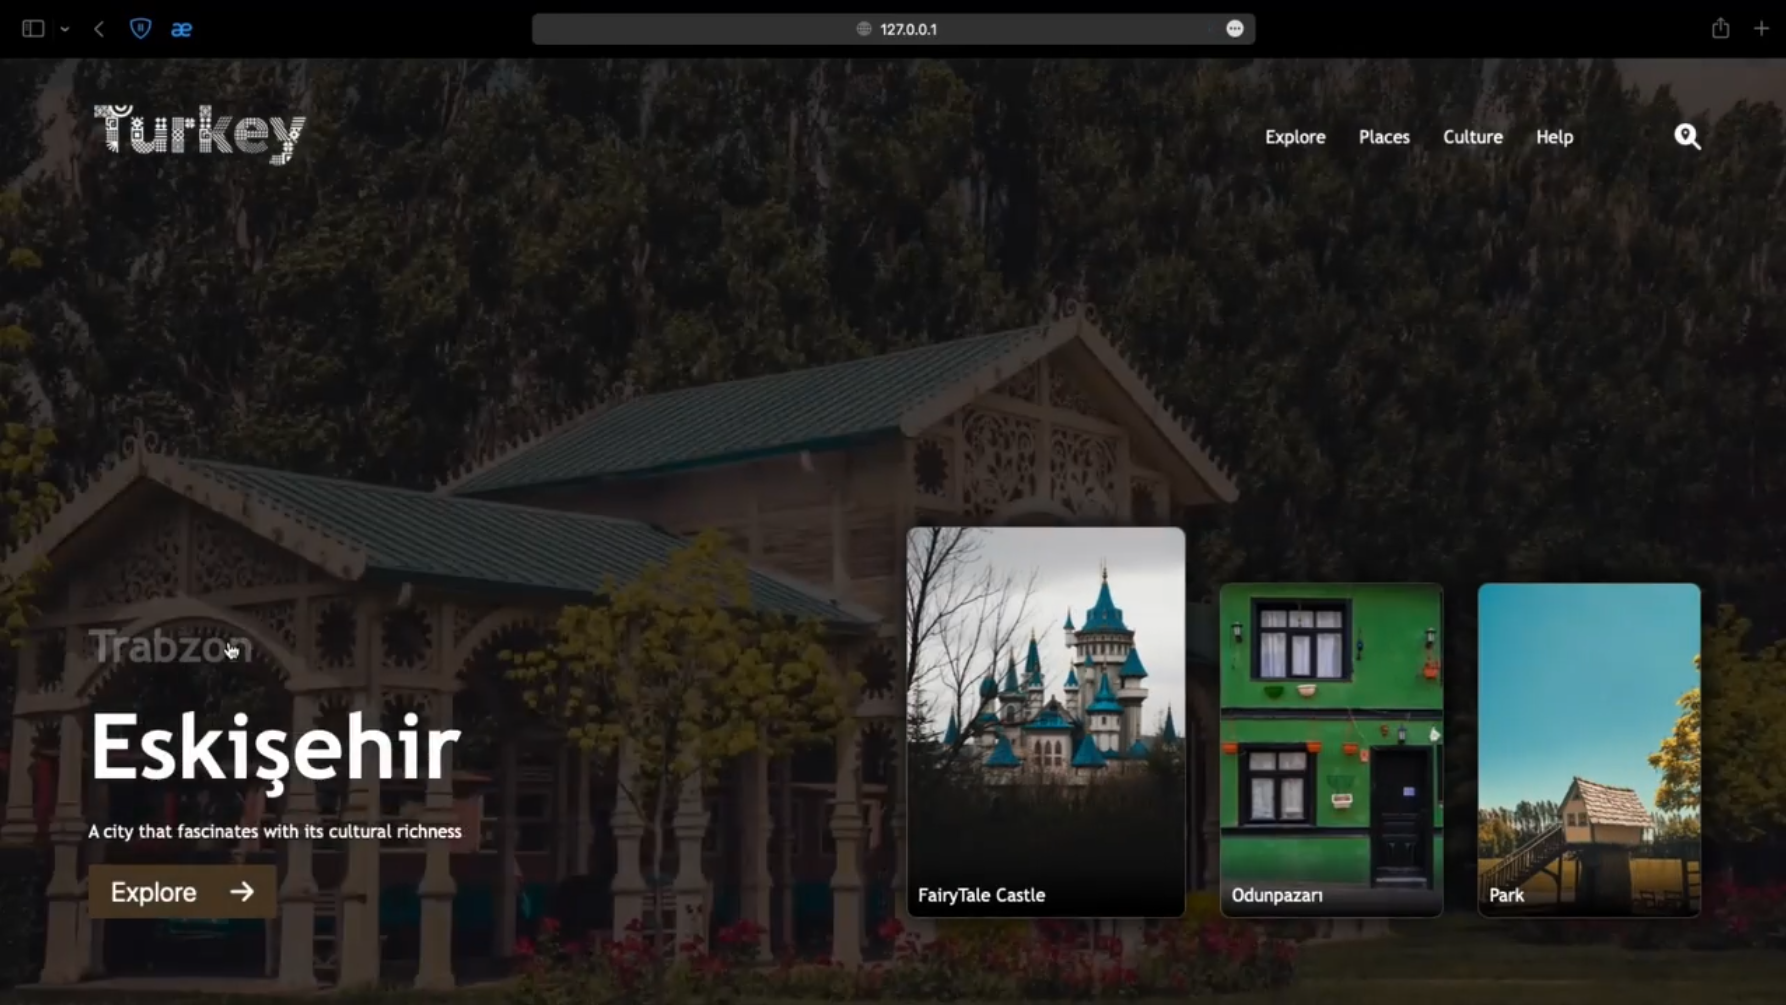 æ
127.0.0.1
Turkey
Explore Places Culture Help
Trabzon
Eskişehir
A city that fascinates with its cultural richness
Explore →
FairyTale Castle
Odunpazarı
Park